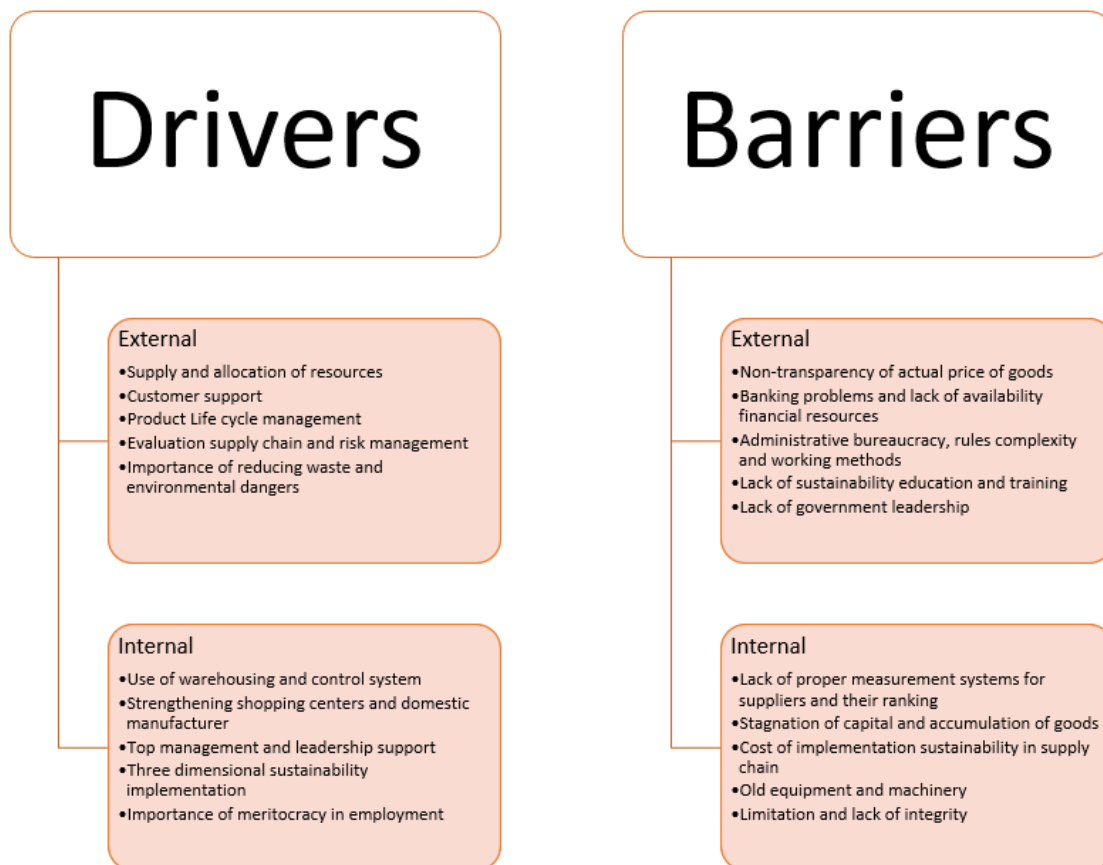 Drivers
External
•Supply and allocation of resources
•Customer support
•Product Life cycle management
•Evaluation supply chain and risk management
•Importance of reducing waste and
environmental dangers
Internal
•Use of warehousing and control system
•Strengthening shopping centers and domestic
manufacturer
•Top management and leadership support
•Three dimensional sustainability
implementation
•Importance of meritocracy in employment
Barriers
External
•Non-transparency of actual price of goods
•Banking problems and lack of availability
financial resources
•Administrative bureaucracy, rules complexity
and working methods
•Lack of sustainability education and training
•Lack of government leadership
Internal
•Lack of proper measurement systems for
suppliers and their ranking
•Stagnation of capital and accumulation of goods
•Cost of implementation sustainability in supply
chain
•Old equipment and machinery
•Limitation and lack of integrity